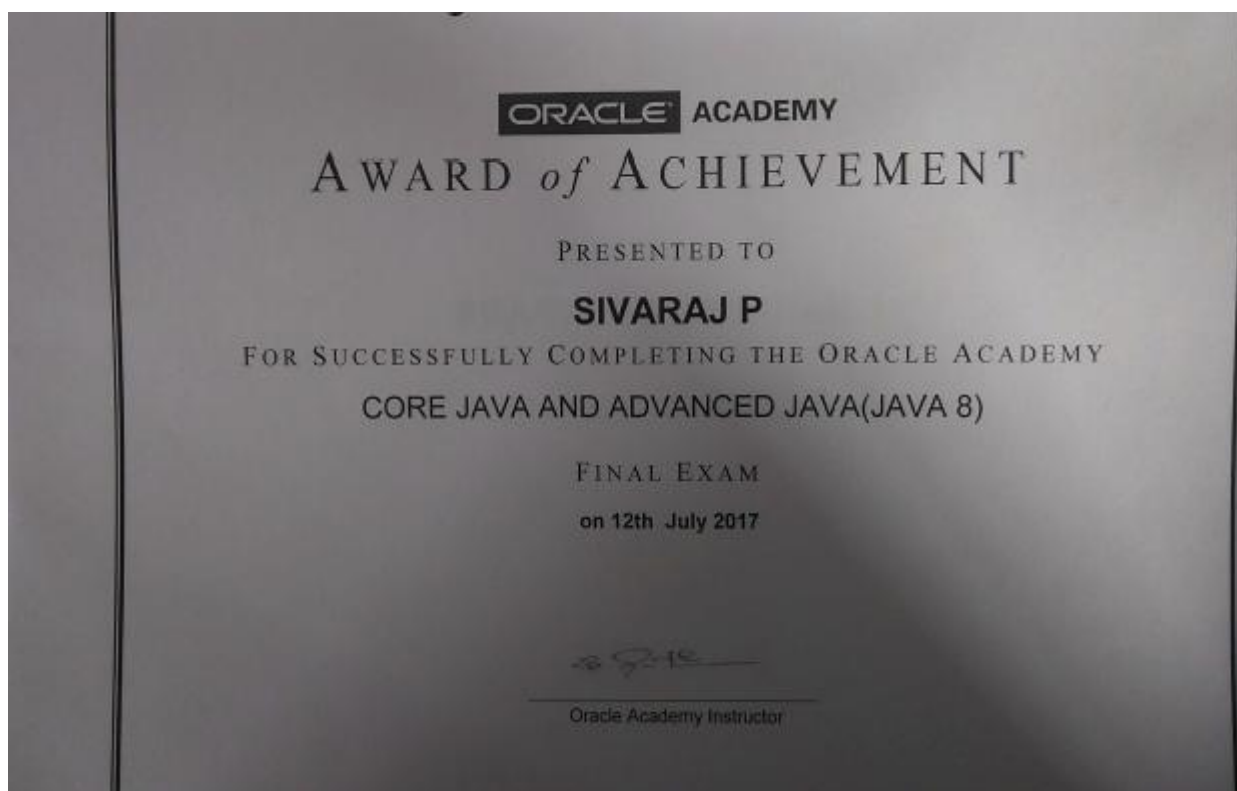 ORACLE ACADEMY
AWARD of ACHIEVEMENT
PRESENTED TO
SIVARAJ P
FOR SUCCESSFULLY COMPLETING THE ORACLE ACADEMY
CORE JAVA AND ADVANCED JAVA(JAVA 8)
FINAL EXAM
on 12th July 2017
Oracle Academy Instructor